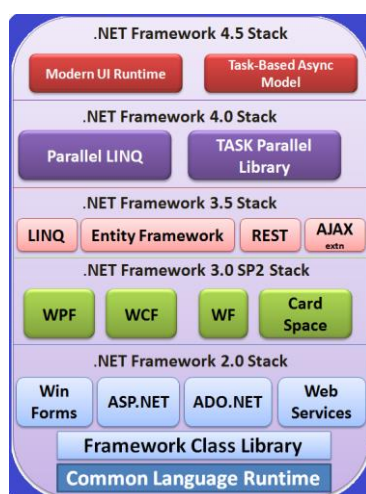 .NET Framework 4.5 Stack
Modern UI Runtime
Task-Based Async
Model
.NET Framework 4.0 Stack
Parallel LINQ
TASK Parallel
Library
.NET Framework 3.5 Stack
LINQ
Entity Framework
REST
AJAX
extn
.NET Framework 3.0 SP2 Stack
WPF
WCF
WF
Card
Space
.NET Framework 2.0 Stack
Win
Forms
ASP.NET
ADO.NET
Web
Services
Framework Class Library
Common Language Runtime